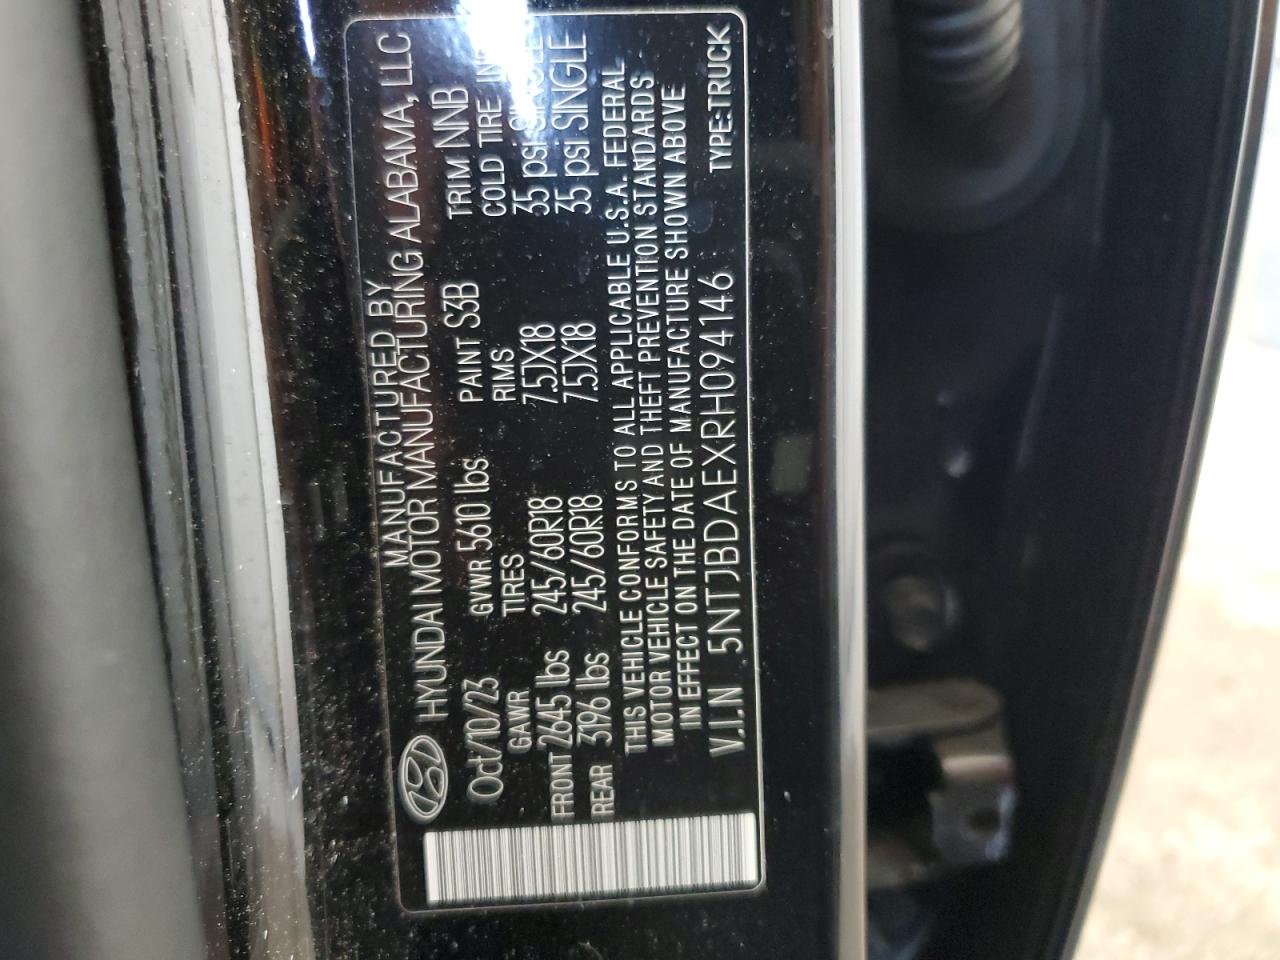 MANUFACTURED BY
HYUNDAI MOTOR MANUFACTURING ALABAMA, LLC
Oct/10/23 GVWR 5610 lbs PAINT S3B TRIM NNB
GAWR TIRES RIMS COLD TIRE
FRONT 2645 lbs 245/60R18 7.5JX18 35 psi SINGLE
REAR 3196 lbs 245/60R18 7.5JX18 35 psi SINGLE
THIS VEHICLE CONFORMS TO ALL APPLICABLE U.S.A. FEDERAL
MOTOR VEHICLE SAFETY AND THEFT PREVENTION STANDARDS
IN EFFECT ON THE DATE OF MANUFACTURE SHOWN ABOVE
V.I.N 5NTJBDAEXRH094146 TYPE:TRUCK